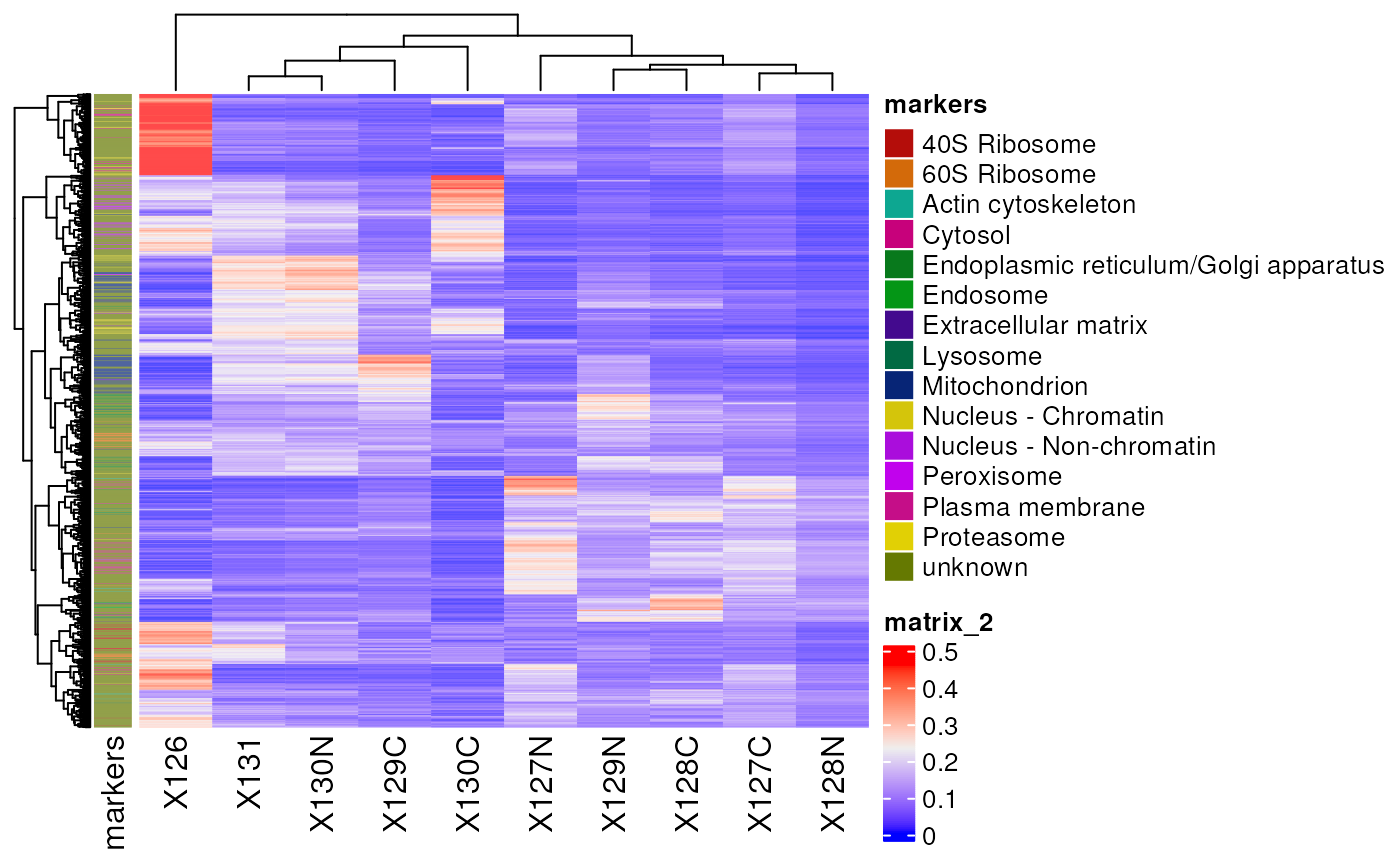 markers
40S Ribosome
60S Ribosome
Actin cytoskeleton
Cytosol
Endoplasmic reticulum/Golgi apparatus
Endosome
Extracellular matrix
Lysosome
Mitochondrion
Nucleus - Chromatin
Nucleus - Non-chromatin
Peroxisome
Plasma membrane
Proteasome
unknown
matrix_2
0.5
0.4
0.3
0.2
0.1
0
markers
X126
X131
X130N
X129C
X130C
X127N
X129N
X128C
X127C
X128N